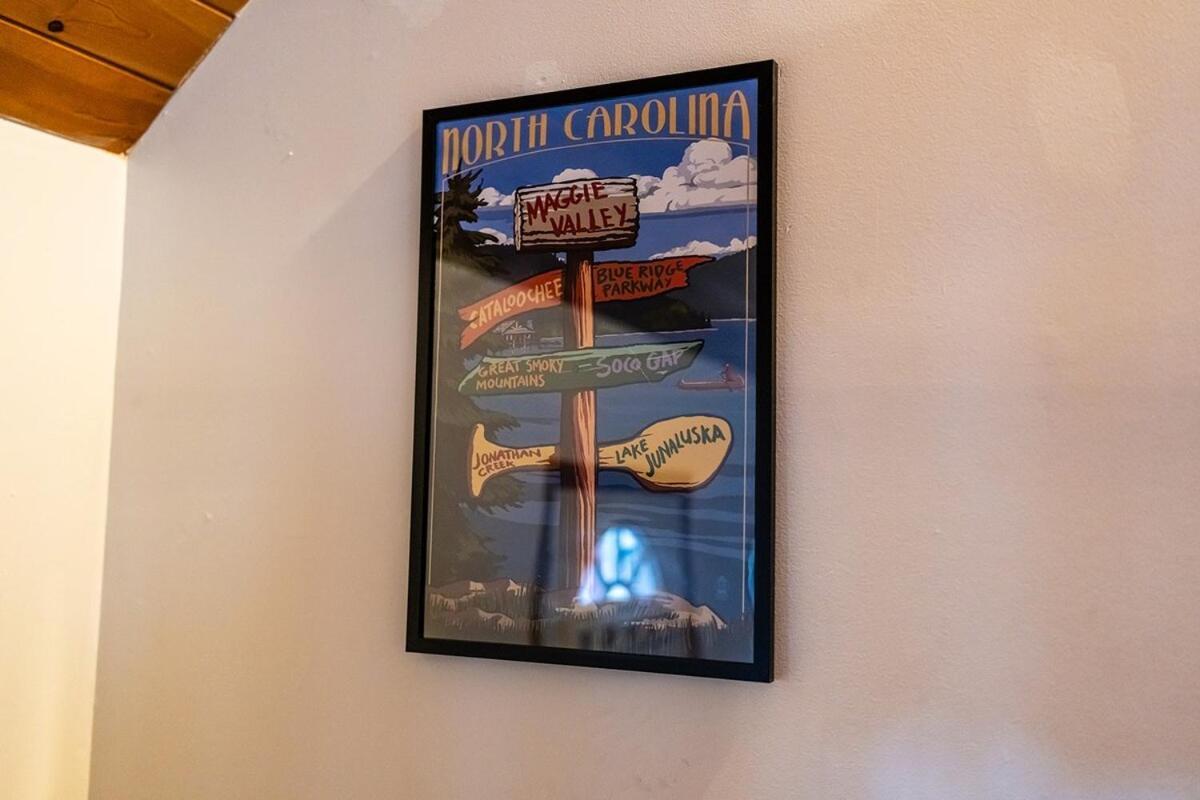 NORTH CAROLINA
MAGGIE
VALLEY
CATALOOCHEE
BLUE RIDGE
PARKWAY
GREAT SMOKY
MOUNTAINS
SOCO GAP
JONATHAN
CREEK
LAKE
JUNALUSKA